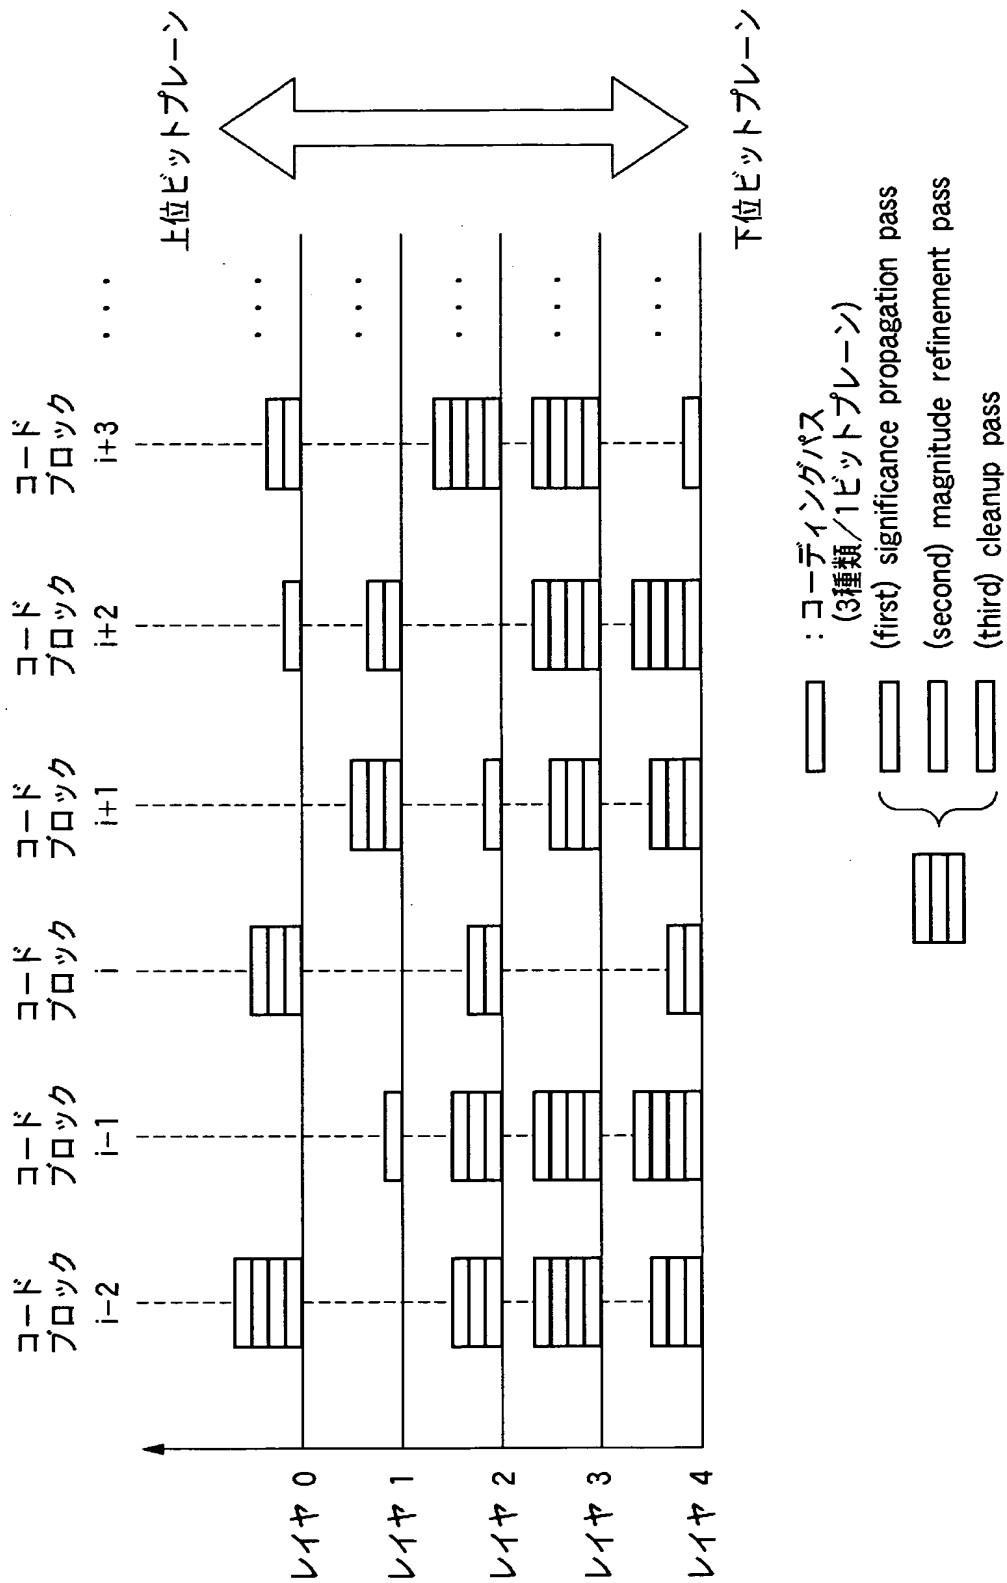 コード
ブロック
i-2
コード
ブロック
i-1
コード
ブロック
i
コード
ブロック
i+1
コード
ブロック
i+2
コード
ブロック
i+3
...
上位ビットプレーン
レイヤ 0
...
レイヤ 1
...
レイヤ 2
...
レイヤ 3
...
レイヤ 4
...
下位ビットプレーン
:コーディングパス
(3種類/1ビットプレーン)
(first) significance propagation pass
(second) magnitude refinement pass
(third) cleanup pass